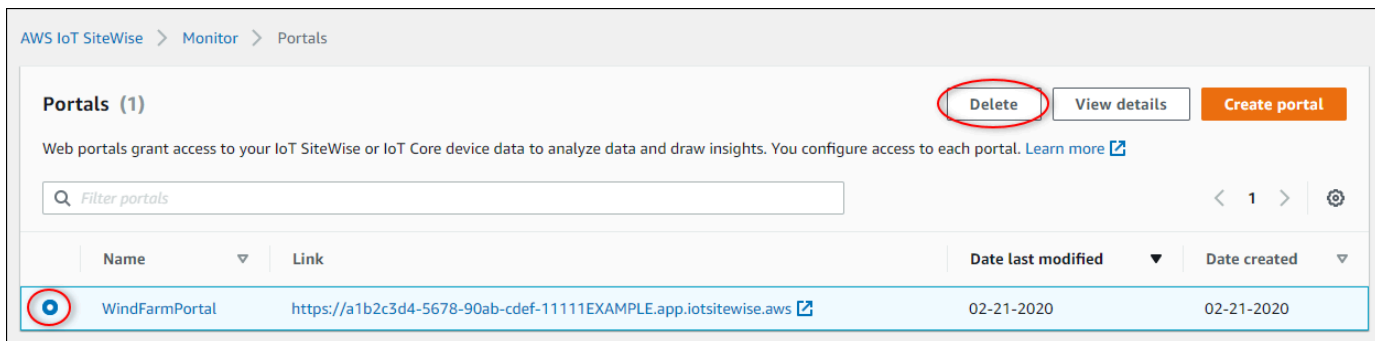 AWS IoT SiteWise > Monitor > Portals
Portals (1) Delete View details Create portal
Web portals grant access to your IoT SiteWise or IoT Core device data to analyze data and draw insights. You configure access to each portal. Learn more
Filter portals 1
Name Link Date last modified Date created
WindFarmPortal https://a1b2c3d4-5678-90ab-cdef-11111EXAMPLE.app.iotsitewise.aws 02-21-2020 02-21-2020